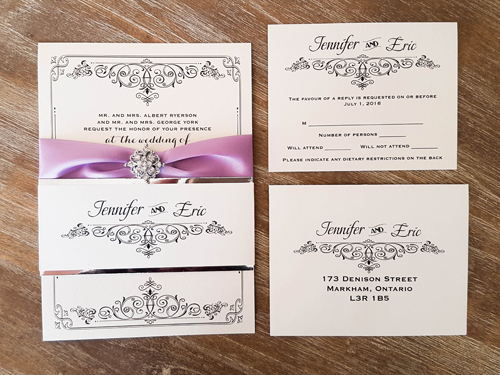 MR. AND MRS. ALBERT RYERSON
MR. AND MRS. GEORGE YORK
REQUEST THE HONOR OF YOUR PRESENCE
at the wedding of
Jennifer AND Eric
Jennifer AND Eric
THE FAVOUR OF A REPLY IS REQUESTED ON OR BEFORE
JULY 1, 2016
M
NUMBER OF PERSONS
WILL ATTEND WILL NOT ATTEND
PLEASE INDICATE ANY DIETARY RESTRICTIONS ON THE BACK
Jennifer AND Eric
173 DENISON STREET
MARKHAM, ONTARIO
L3R 1B5